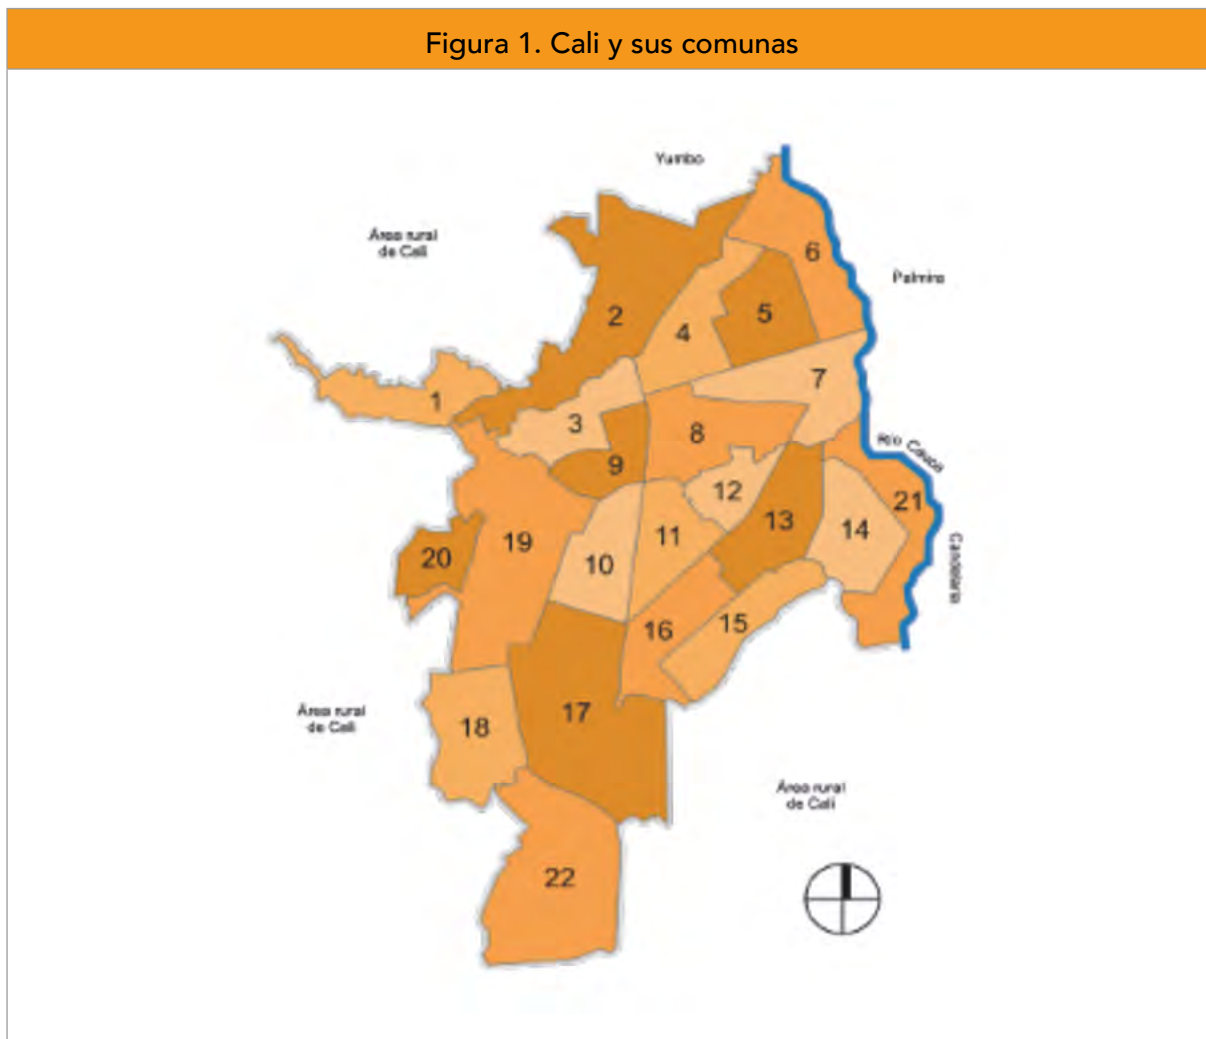 Figura 1. Cali y sus comunas
Yumbo
Área rural
de Cali
6
Palmira
2
5
4
7
1
3
8
Río Cauca
9
12
21
13
14
11
19
20
10
Candelaria
15
16
Área rural
de Cali
17
18
Área rural
de Cali
22